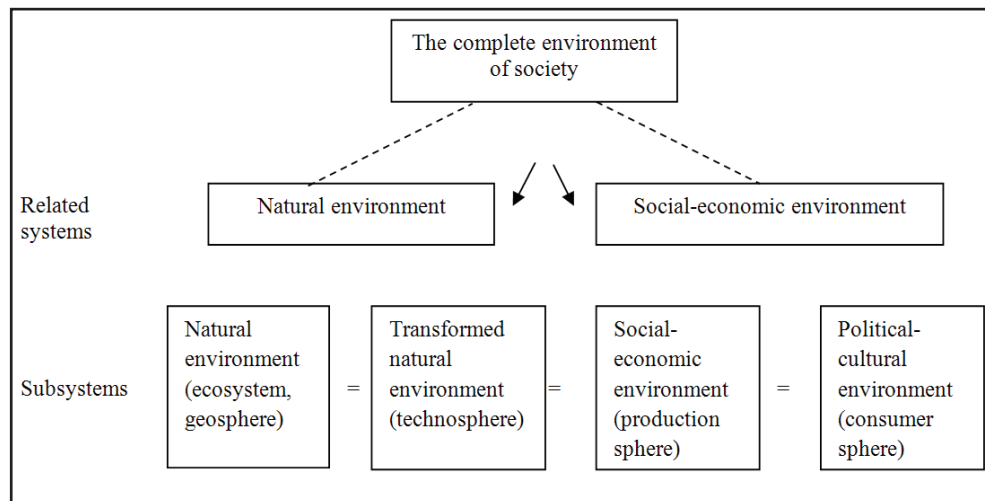 The complete environment
of society
Related
systems
Natural environment
Social-economic environment
Subsystems
Natural
environment
(ecosystem,
geosphere)
=
Transformed
natural
environment
(technosphere)
=
Social-
economic
environment
(production
sphere)
=
Political-
cultural
environment
(consumer
sphere)